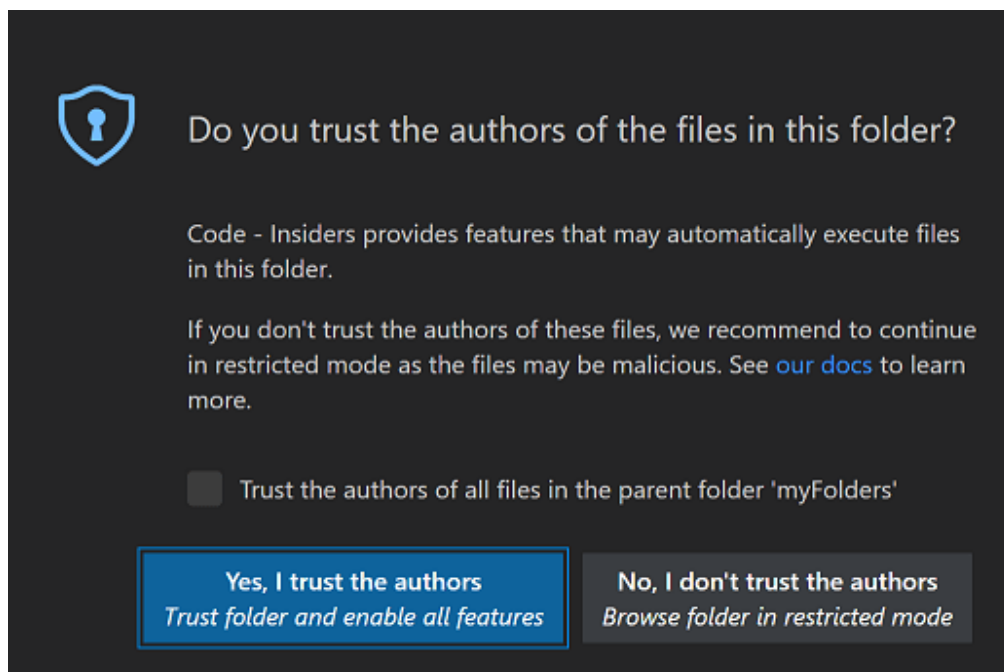 Do you trust the authors of the files in this folder?
Code - Insiders provides features that may automatically execute files
in this folder.
If you don't trust the authors of these files, we recommend to continue
in restricted mode as the files may be malicious. See our docs to learn
more.
Trust the authors of all files in the parent folder 'myFolders'
Yes, I trust the authors
Trust folder and enable all features
No, I don't trust the authors
Browse folder in restricted mode